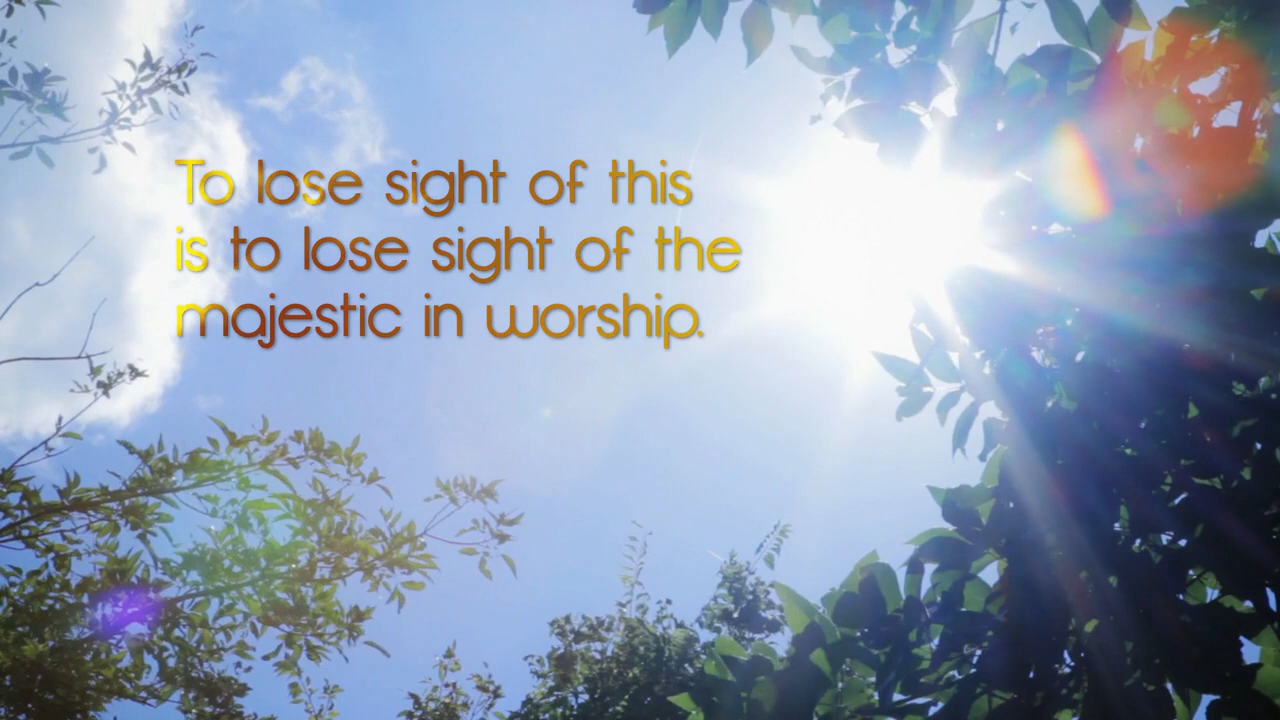 To lose sight of this
is to lose sight of the
majestic in worship.